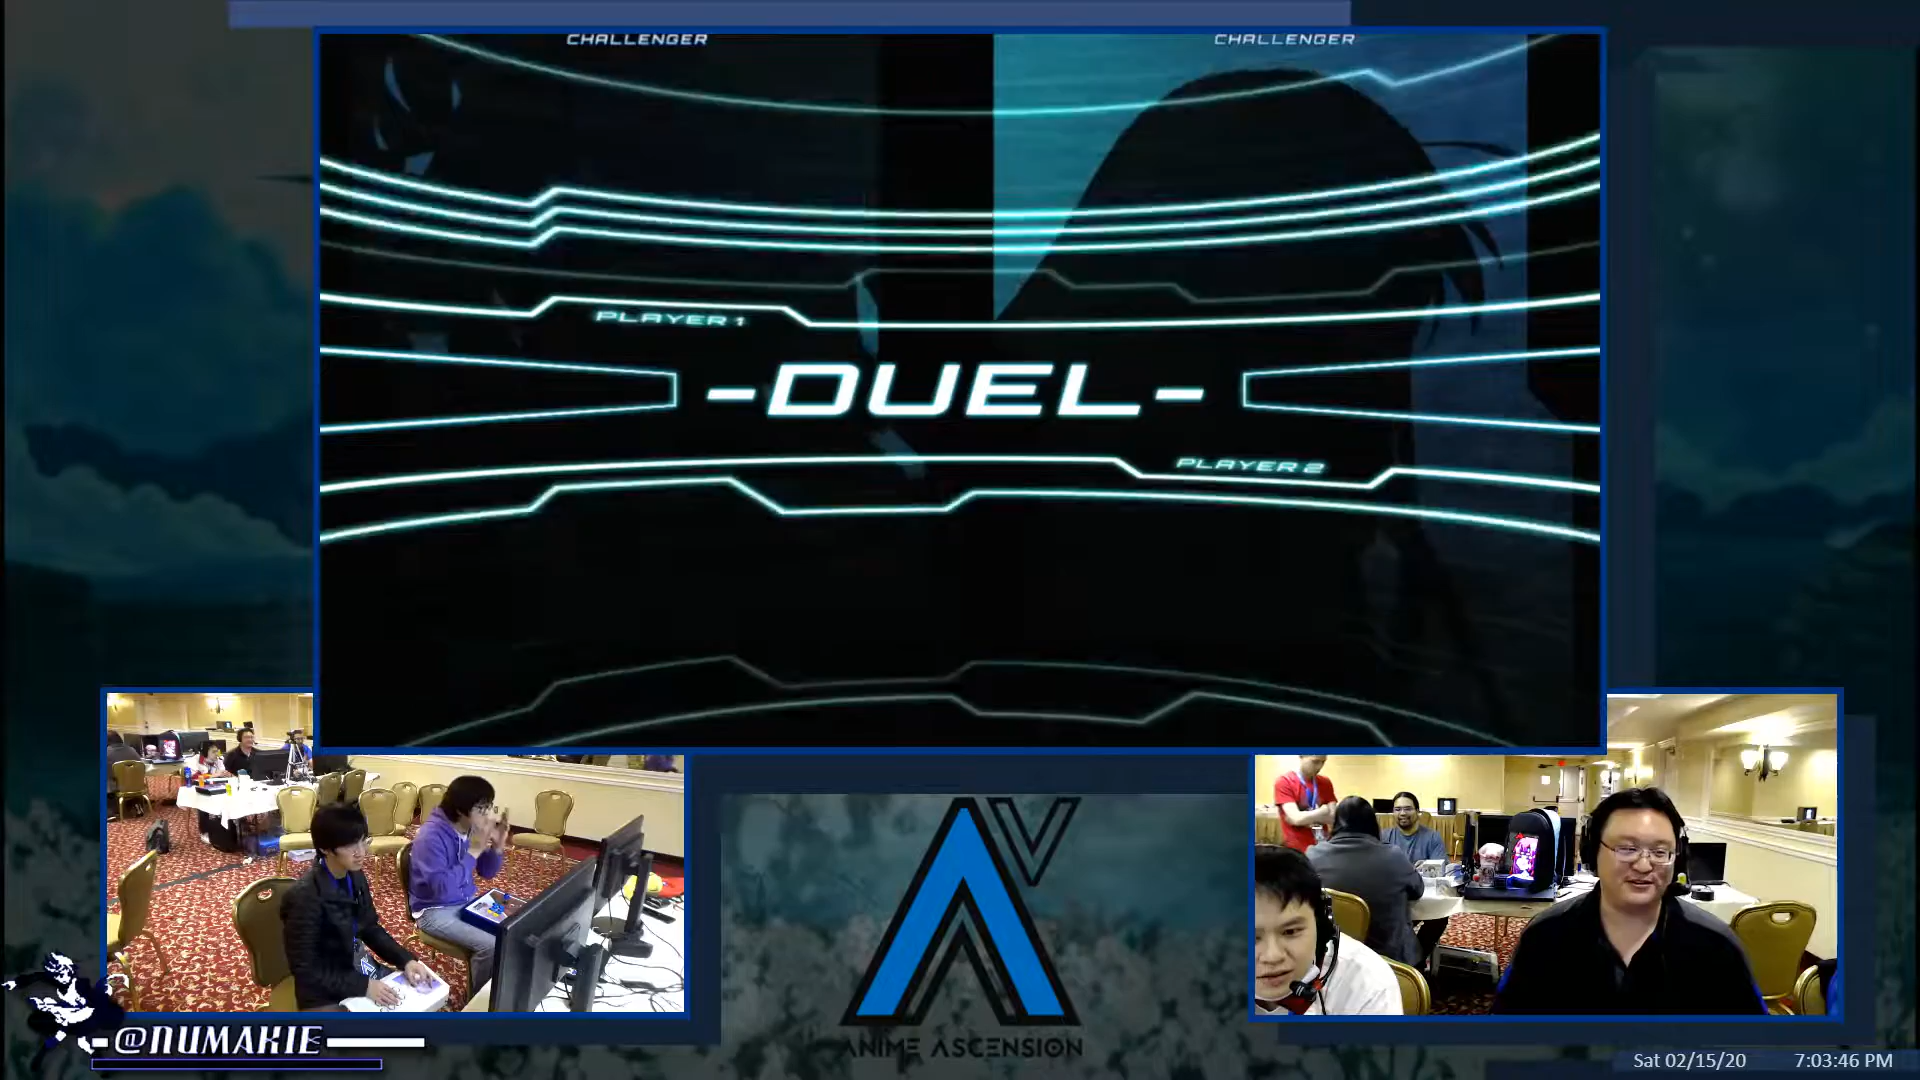 CHALLENGER
CHALLENGER
PLAYER 1
-DUEL-
PLAYER 2
@NUMAKIE
ANIME ASCENSION
Sat 02/15/20 7:03:46 PM